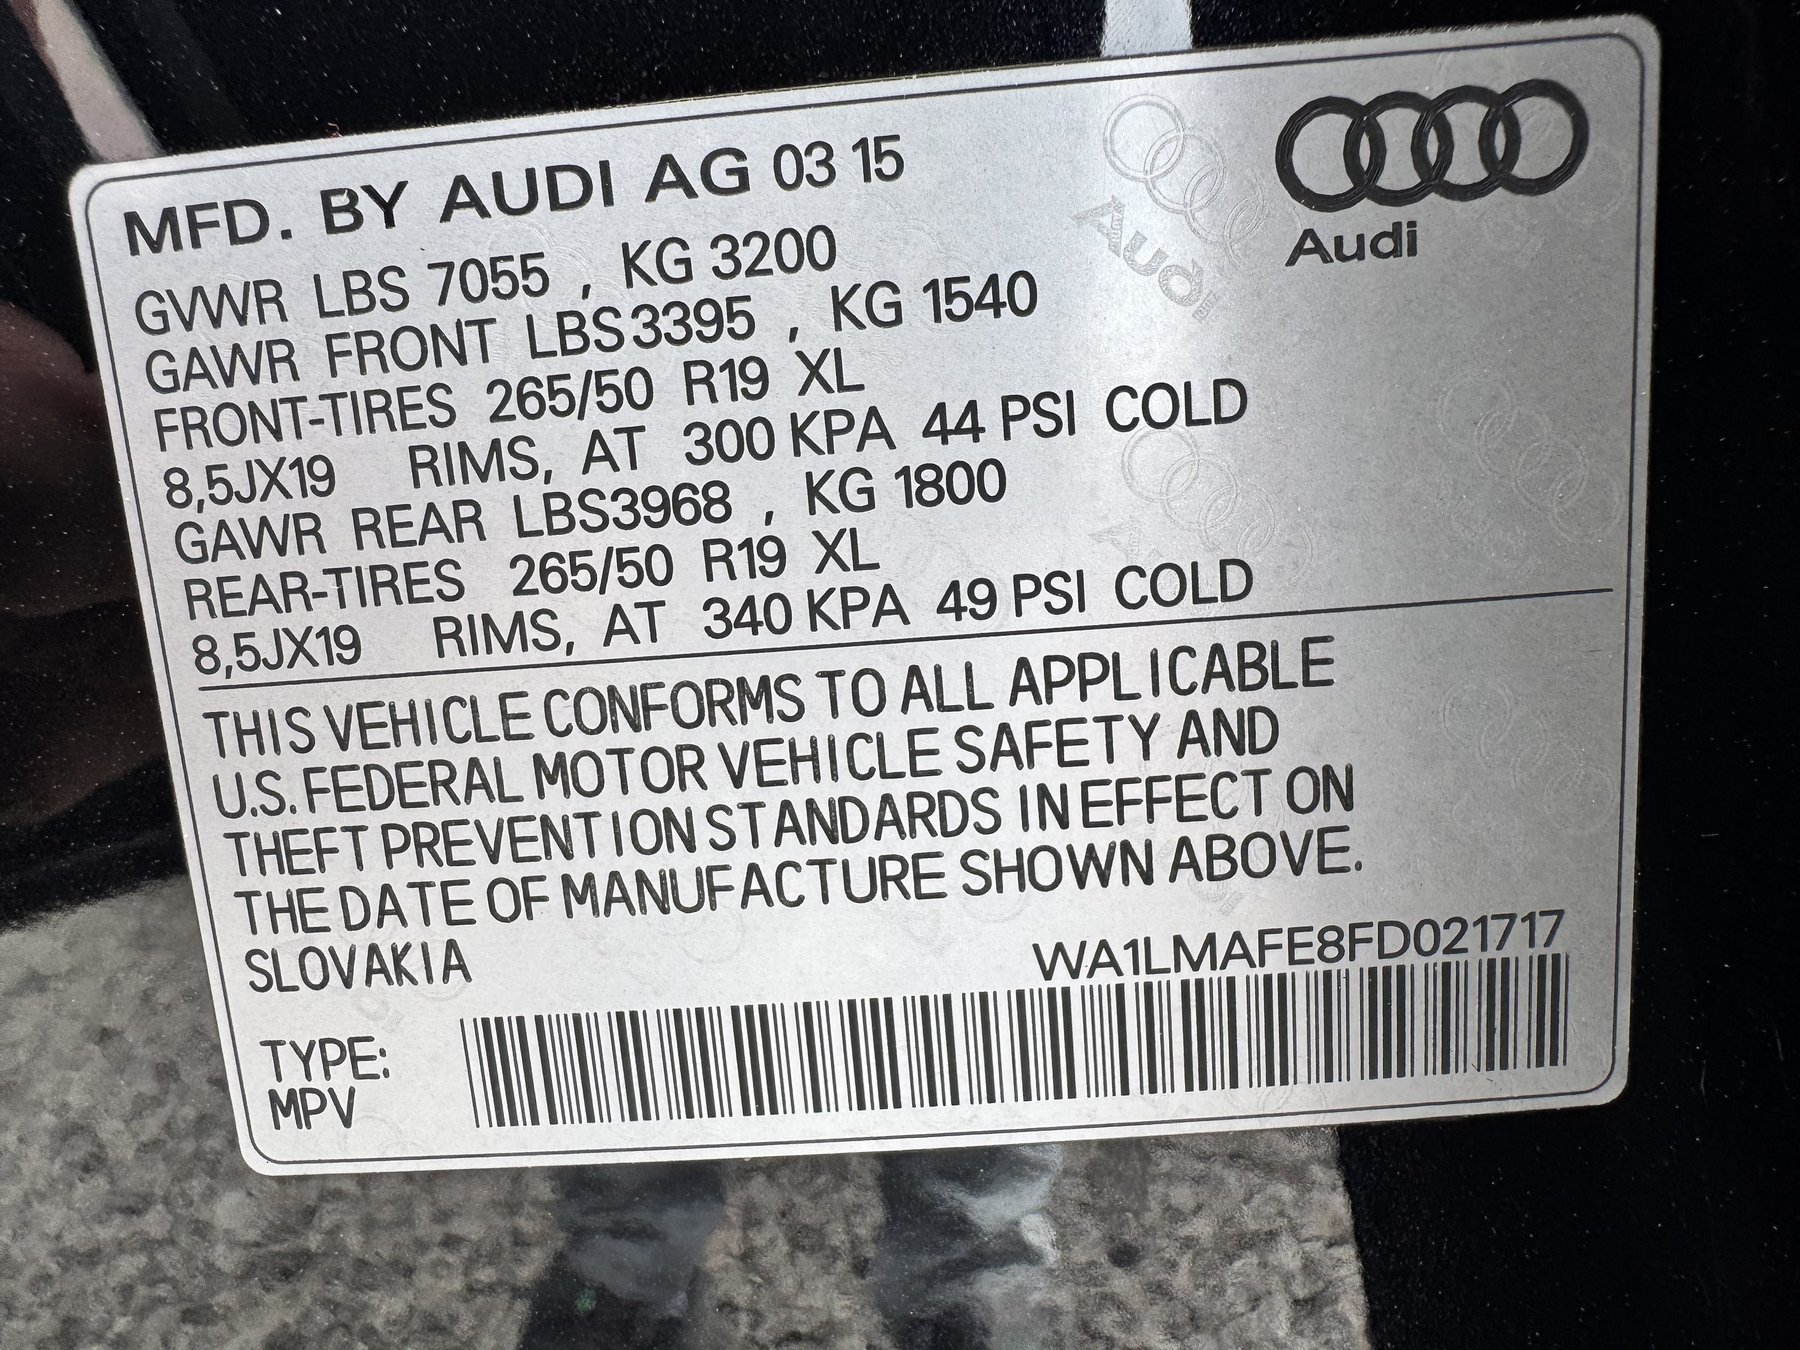 MFD. BY AUDI AG 03 15
Audi
GVWR LBS 7055 , KG 3200
GAWR FRONT LBS3395 , KG 1540
FRONT-TIRES 265/50 R19 XL
8,5JX19 RIMS, AT 300 KPA 44 PSI COLD
GAWR REAR LBS3968 , KG 1800
REAR-TIRES 265/50 R19 XL
8,5JX19 RIMS, AT 340 KPA 49 PSI COLD
THIS VEHICLE CONFORMS TO ALL APPLICABLE
U.S. FEDERAL MOTOR VEHICLE SAFETY AND
THEFT PREVENTION STANDARDS IN EFFECT ON
THE DATE OF MANUFACTURE SHOWN ABOVE.
SLOVAKIA
WA1LMAFE8FD021717
TYPE:
MPV